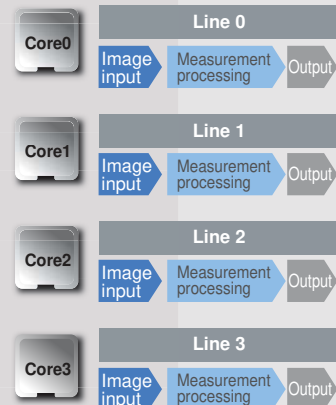 Line 0
Core0
Image input
Measurement processing
Output
Line 1
Core1
Image input
Measurement processing
Output
Line 2
Core2
Image input
Measurement processing
Output
Line 3
Core3
Image input
Measurement processing
Output